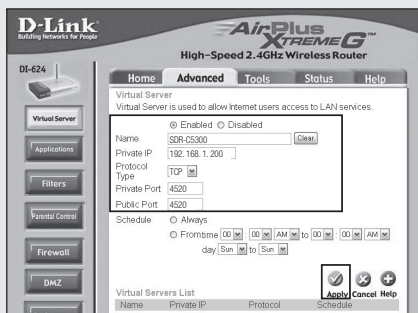 D-Link
Building Networks for People
AirPlus
XTREME G™
High-Speed 2.4GHz Wireless Router
DI-624
Home Advanced Tools Status Help
Virtual Server
Applications
Filters
Parental Control
Firewall
DMZ
Virtual Server
Virtual Server is used to allow Internet users access to LAN services.
Enabled Disabled
Name SDR-C5300 Clear
Private IP 192.168.1.200
Protocol Type TCP
Private Port 4520
Public Port 4520
Schedule Always
From time 00 : 00 AM to 00 : 00 AM
day Sun to Sun
Apply Cancel Help
Virtual Servers List
Name Private IP Protocol Schedule